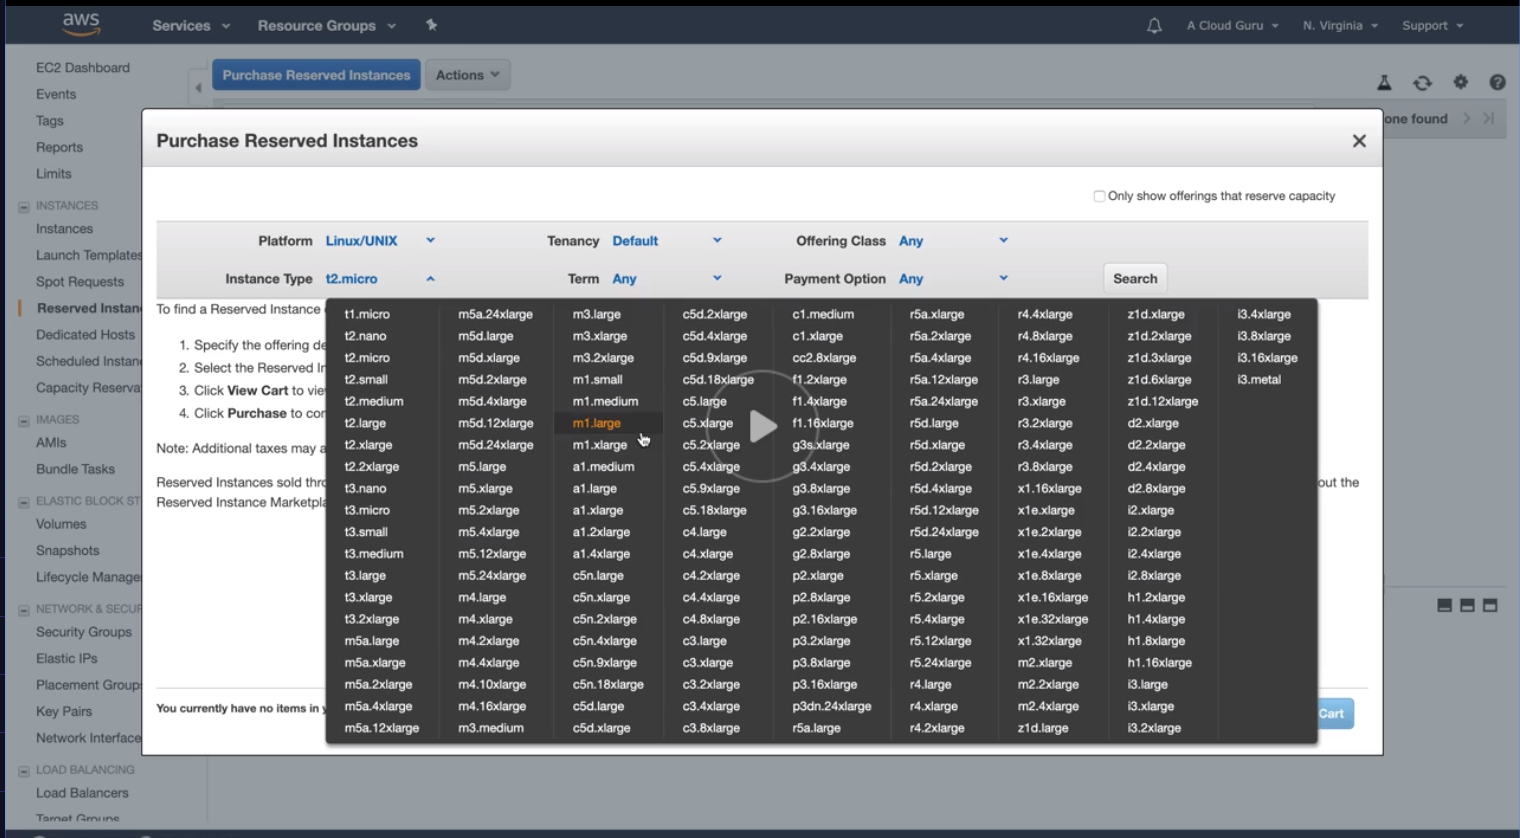 aws Services Resource Groups A Cloud Guru N. Virginia Support
EC2 Dashboard
Events
Tags
Reports
Limits
INSTANCES
Instances
Launch Templates
Spot Requests
Reserved Instan
Dedicated Hosts
Scheduled Instan
Capacity Reserva
IMAGES
AMIs
Bundle Tasks
ELASTIC BLOCK ST
Volumes
Snapshots
Lifecycle Manage
NETWORK & SECUR
Security Groups
Elastic IPs
Placement Group
Key Pairs
Network Interface
LOAD BALANCING
Load Balancers
Target Groups
Purchase Reserved Instances Actions
one found
Purchase Reserved Instances
Only show offerings that reserve capacity
Platform Linux/UNIX Tenancy Default Offering Class Any
Instance Type t2.micro Term Any Payment Option Any Search
To find a Reserved Instance
1. Specify the offering de
2. Select the Reserved In
3. Click View Cart to vie
4. Click Purchase to con
Note: Additional taxes may a
Reserved Instances sold thro
out the
Reserved Instance Marketpla
t1.micro m5a.24xlarge m3.large c5d.2xlarge c1.medium r5a.xlarge r4.4xlarge z1d.xlarge i3.4xlarge
t2.nano m5d.large m3.xlarge c5d.4xlarge c1.xlarge r5a.2xlarge r4.8xlarge z1d.2xlarge i3.8xlarge
t2.micro m5d.xlarge m3.2xlarge c5d.9xlarge cc2.8xlarge r5a.4xlarge r4.16xlarge z1d.3xlarge i3.16xlarge
t2.small m5d.2xlarge m1.small c5d.18xlarge f1.2xlarge r5a.12xlarge r3.large z1d.6xlarge i3.metal
t2.medium m5d.4xlarge m1.medium c5.large f1.4xlarge r5a.24xlarge r3.xlarge z1d.12xlarge
t2.large m5d.12xlarge m1.large c5.xlarge f1.16xlarge r5d.large r3.2xlarge d2.xlarge
t2.xlarge m5d.24xlarge m1.xlarge c5.2xlarge g3s.xlarge r5d.xlarge r3.4xlarge d2.2xlarge
t2.2xlarge m5.large a1.medium c5.4xlarge g3.4xlarge r5d.2xlarge r3.8xlarge d2.4xlarge
t3.nano m5.xlarge a1.large c5.9xlarge g3.8xlarge r5d.4xlarge x1.16xlarge d2.8xlarge
t3.micro m5.2xlarge a1.xlarge c5.18xlarge g3.16xlarge r5d.12xlarge x1e.xlarge i2.xlarge
t3.small m5.4xlarge a1.2xlarge c4.large g2.2xlarge r5d.24xlarge x1e.2xlarge i2.2xlarge
t3.medium m5.12xlarge a1.4xlarge c4.xlarge g2.8xlarge r5.large x1e.4xlarge i2.4xlarge
t3.large m5.24xlarge c5n.large c4.2xlarge p2.xlarge r5.xlarge x1e.8xlarge i2.8xlarge
t3.xlarge m4.large c5n.xlarge c4.4xlarge p2.8xlarge r5.2xlarge x1e.16xlarge h1.2xlarge
t3.2xlarge m4.xlarge c5n.2xlarge c4.8xlarge p2.16xlarge r5.4xlarge x1e.32xlarge h1.4xlarge
m5a.large m4.2xlarge c5n.4xlarge c3.large p3.2xlarge r5.12xlarge x1.32xlarge h1.8xlarge
m5a.xlarge m4.4xlarge c5n.9xlarge c3.xlarge p3.8xlarge r5.24xlarge m2.xlarge h1.16xlarge
m5a.2xlarge m4.10xlarge c5n.18xlarge c3.2xlarge p3.16xlarge r4.large m2.2xlarge i3.large
m5a.4xlarge m4.16xlarge c5d.large c3.4xlarge p3dn.24xlarge r4.xlarge m2.4xlarge i3.xlarge
m5a.12xlarge m3.medium c5d.xlarge c3.8xlarge r5a.large r4.2xlarge z1d.large i3.2xlarge
You currently have no items in y
Cart